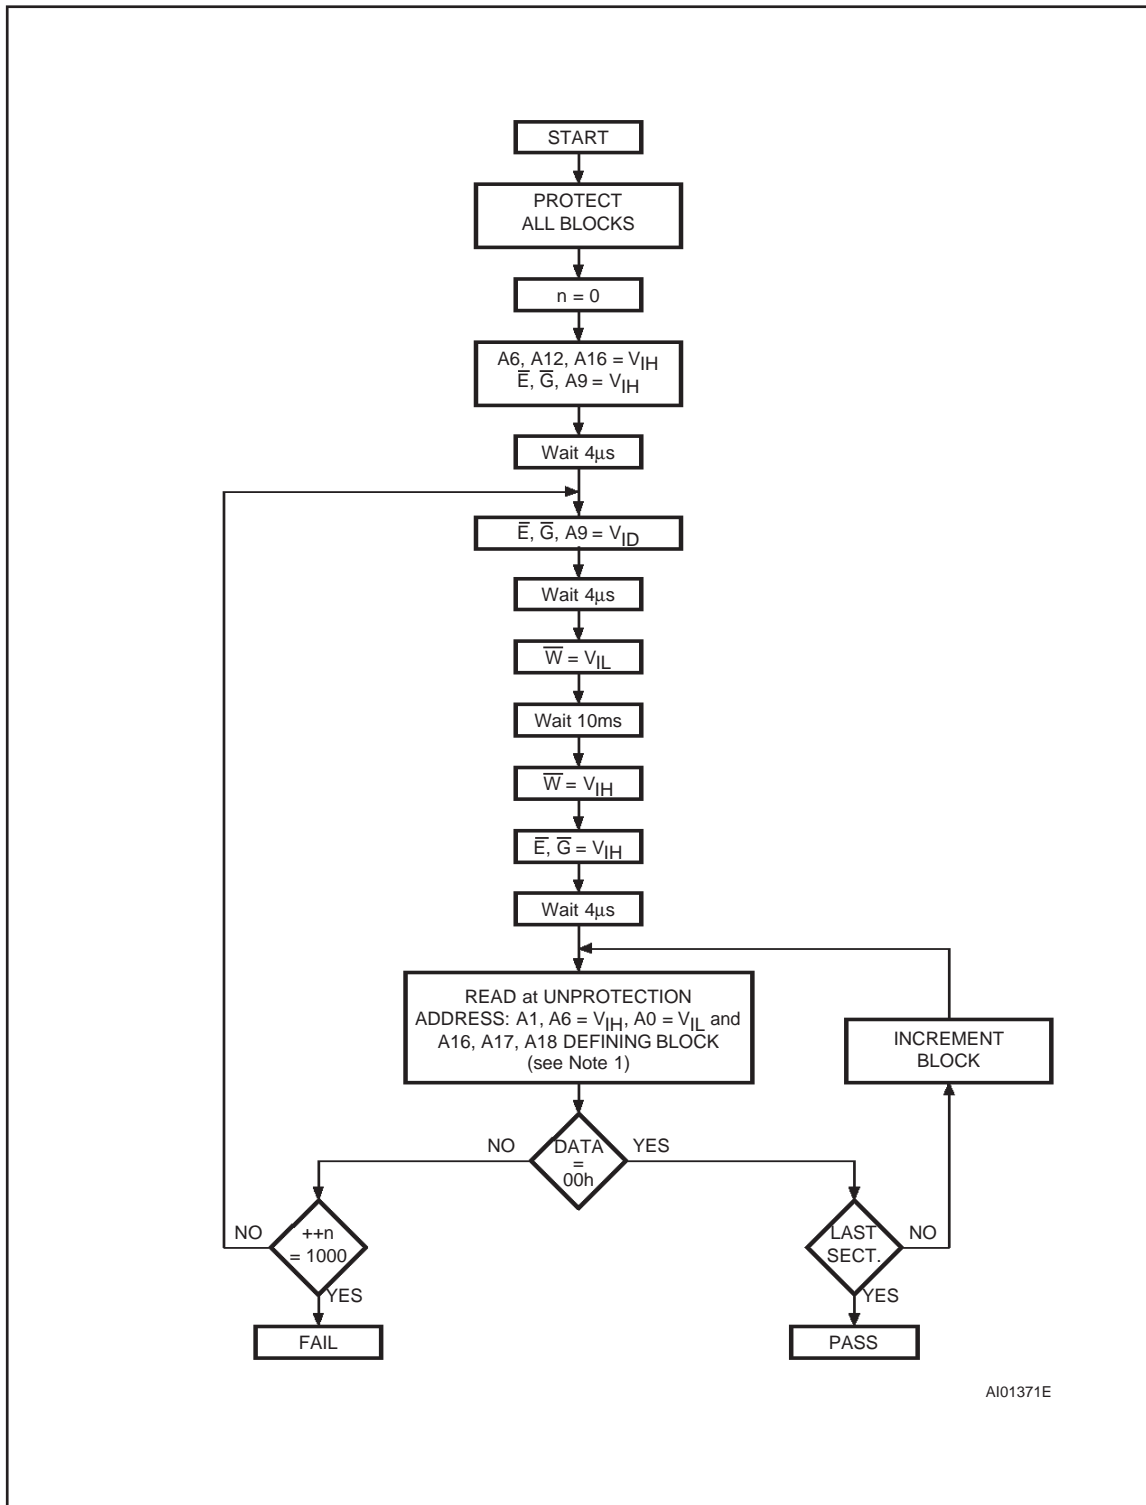 START
PROTECT
ALL BLOCKS
n = 0
A6, A12, A16 = VIH
E̅, G̅, A9 = VIH
Wait 4µs
E̅, G̅, A9 = VID
Wait 4µs
W̅ = VIL
Wait 10ms
W̅ = VIH
E̅, G̅ = VIH
Wait 4µs
READ at UNPROTECTION
ADDRESS: A1, A6 = VIH, A0 = VIL and
A16, A17, A18 DEFINING BLOCK
(see Note 1)
INCREMENT
BLOCK
NO
DATA
=
00h
YES
NO
++n
= 1000
YES
LAST
SECT.
NO
YES
FAIL
PASS
AI01371E